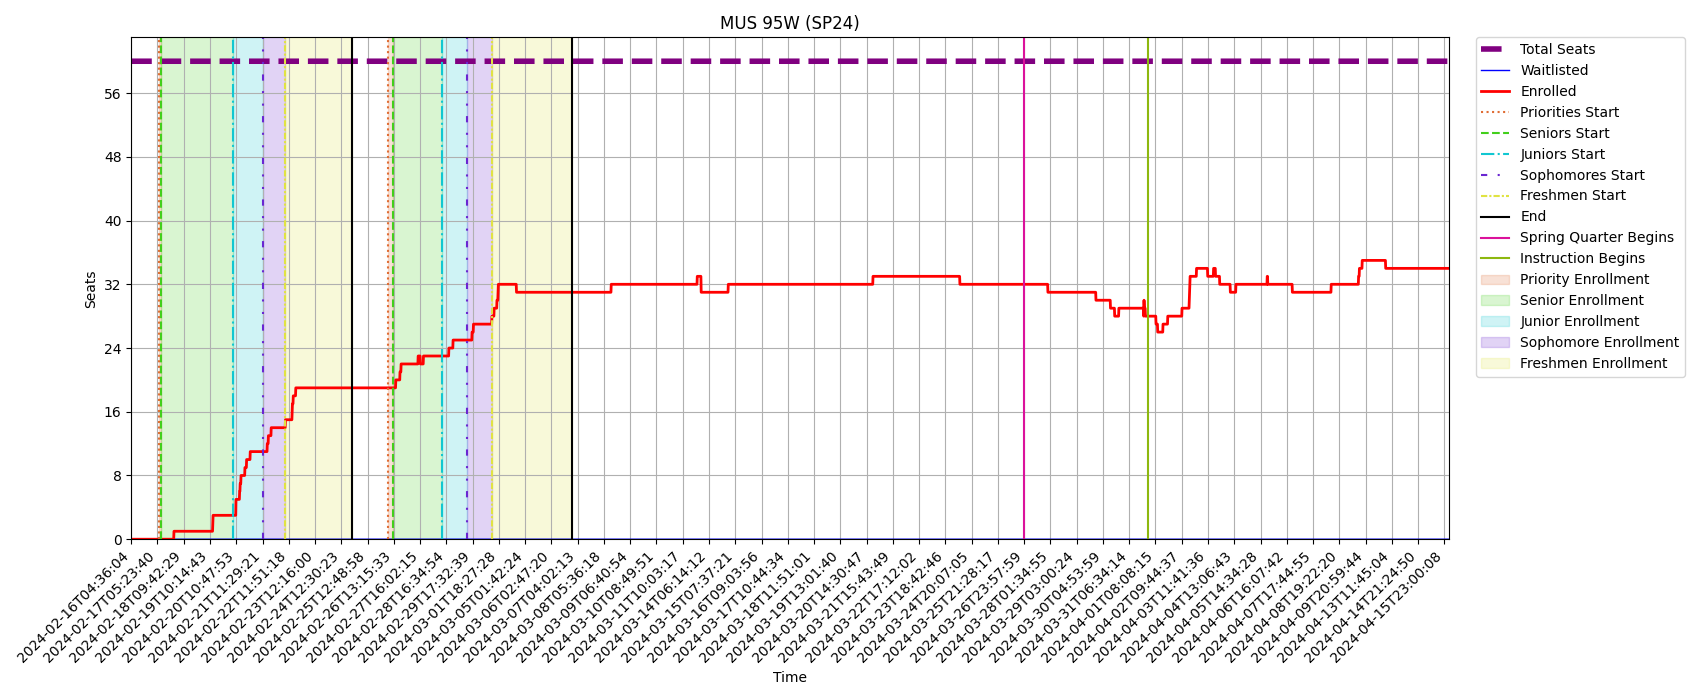 MUS 95W (SP24)
Total Seats
Waitlisted
Enrolled
Priorities Start
Seniors Start
Juniors Start
Sophomores Start
Freshmen Start
End
Spring Quarter Begins
Instruction Begins
Priority Enrollment
Senior Enrollment
Junior Enrollment
Sophomore Enrollment
Freshmen Enrollment
Seats
56
48
40
32
24
16
8
0
2024-02-16T04:36:04
2024-02-17T05:23:40
2024-02-18T09:42:29
2024-02-19T10:14:43
2024-02-20T10:47:53
2024-02-21T11:29:21
2024-02-22T11:51:18
2024-02-23T12:16:00
2024-02-24T12:30:23
2024-02-25T12:48:58
2024-02-26T13:15:33
2024-02-27T16:02:15
2024-02-28T16:34:54
2024-02-29T17:32:39
2024-03-01T18:27:28
2024-03-05T01:42:24
2024-03-06T02:47:20
2024-03-07T04:02:13
2024-03-08T05:36:18
2024-03-09T06:40:54
2024-03-10T08:49:51
2024-03-11T10:03:17
2024-03-14T06:14:12
2024-03-15T07:37:21
2024-03-16T09:03:56
2024-03-17T10:44:34
2024-03-18T11:51:01
2024-03-19T13:01:40
2024-03-20T14:30:47
2024-03-21T15:43:49
2024-03-22T17:12:02
2024-03-23T18:42:46
2024-03-24T20:07:05
2024-03-25T21:28:17
2024-03-26T23:57:59
2024-03-28T01:34:55
2024-03-29T03:00:24
2024-03-30T04:53:59
2024-03-31T06:34:14
2024-04-01T08:08:15
2024-04-02T09:44:37
2024-04-03T11:41:36
2024-04-04T13:06:43
2024-04-05T14:34:28
2024-04-06T16:07:42
2024-04-07T17:44:55
2024-04-08T19:22:20
2024-04-09T20:59:44
2024-04-13T11:45:04
2024-04-14T21:24:50
2024-04-15T23:00:08
Time